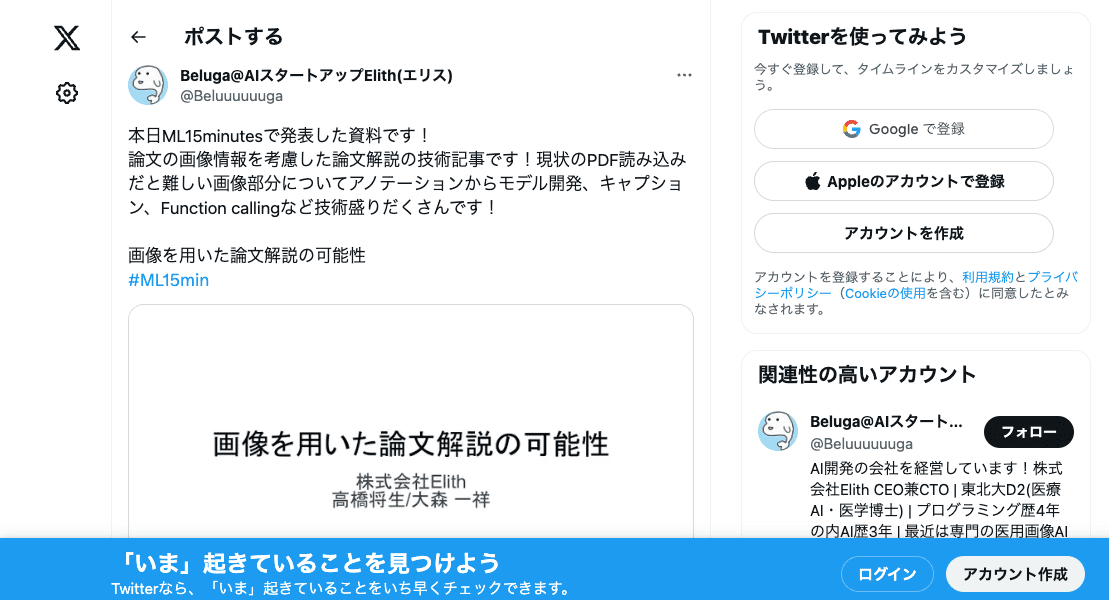 ポストする
Beluga@AIスタートアップElith(エリス)
@Beluuuuuuga
本日ML15minutesで発表した資料です！
論文の画像情報を考慮した論文解説の技術記事です！現状のPDF読み込み
だと難しい画像部分についてアノテーションからモデル開発、キャプショ
ン、Function callingなど技術盛りだくさんです！
画像を用いた論文解説の可能性
#ML15min
画像を用いた論文解説の可能性
株式会社Elith
高橋将生/大森 一祥
Twitterを使ってみよう
今すぐ登録して、タイムラインをカスタマイズしましょ
う。
Google で登録
Appleのアカウントで登録
アカウントを作成
アカウントを登録することにより、利用規約とプライバ
シーポリシー（Cookieの使用を含む）に同意したとみ
なされます。
関連性の高いアカウント
Beluga@AIスタート...
@Beluuuuuuga
フォロー
AI開発の会社を経営しています！株式
会社Elith CEO兼CTO | 東北大D2(医療
AI・医学博士) | プログラミング歴4年
の内AI歴3年 | 最近は専門の医用画像AI
「いま」起きていることを見つけよう
Twitterなら、「いま」起きていることをいち早くチェックできます。
ログイン
アカウント作成